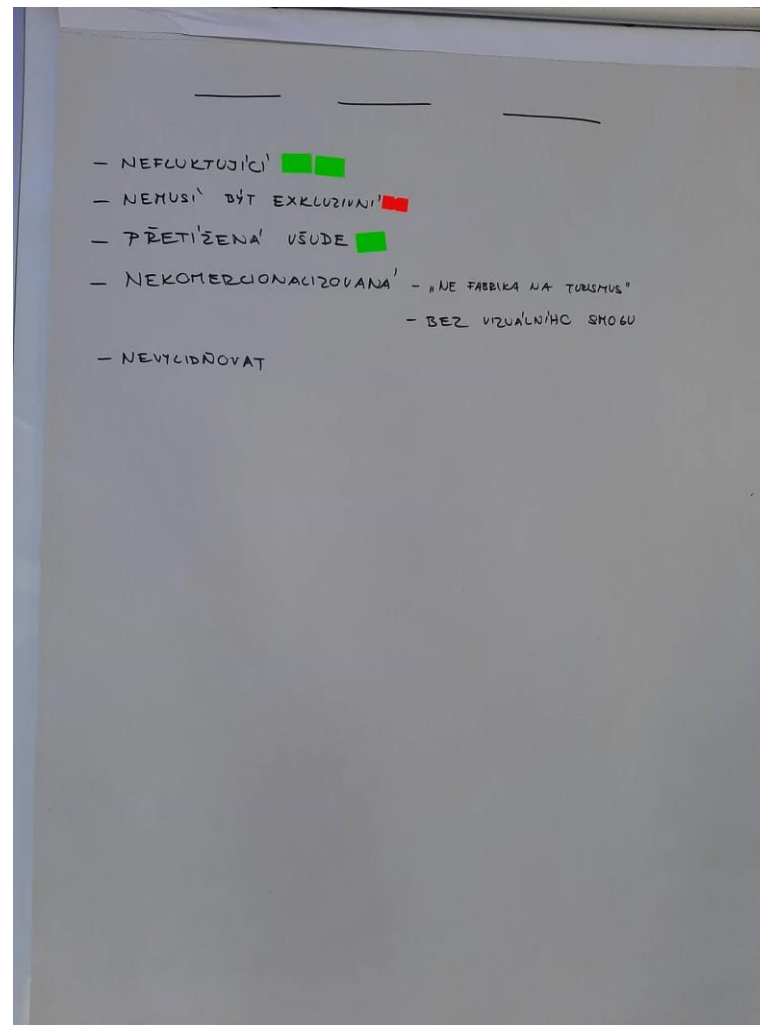 - NEFLUKTUJÍCÍ
- NEMUSÍ BÝT EXKLUZIVNÍ
- PŘETÍŽENÁ VŠUDE
- NEKOMERCIONALIZOVANÁ - „NE FABRIKA NA TURISMUS"
- BEZ VIZUÁLNÍHO SMOGU
- NEVYLIDŇOVAT